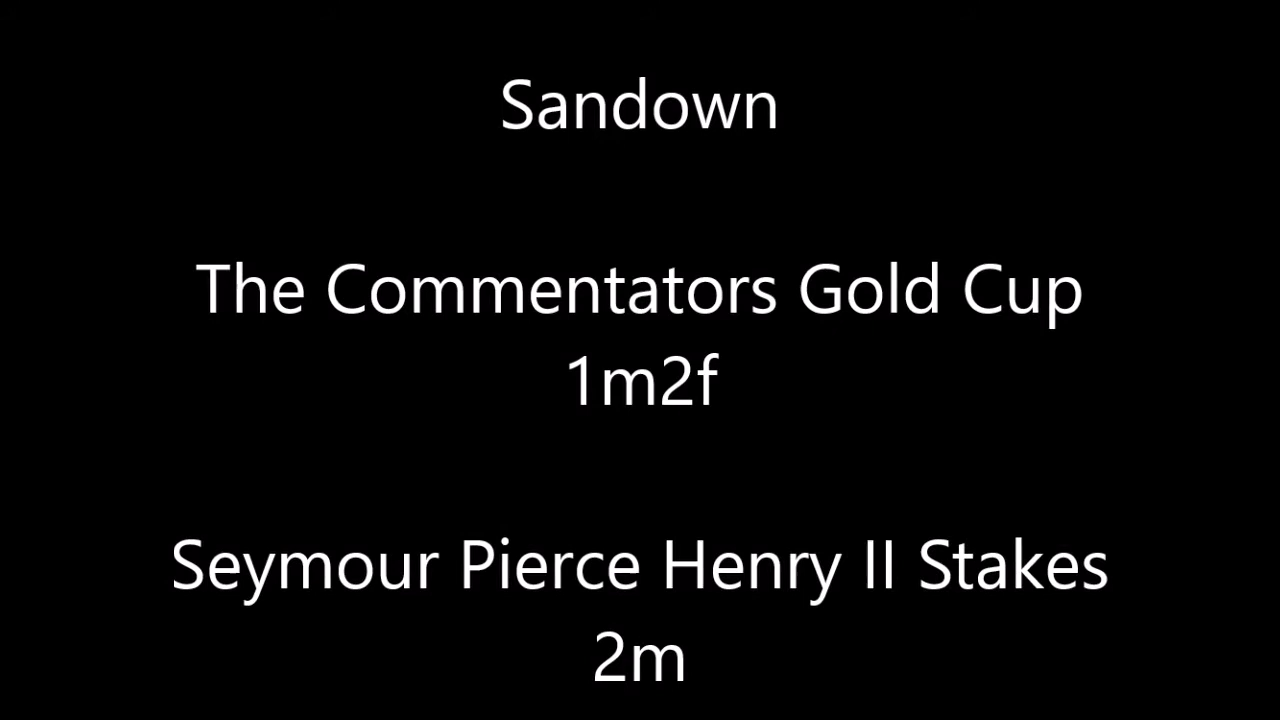 Sandown
The Commentators Gold Cup
1m2f
Seymour Pierce Henry II Stakes
2m